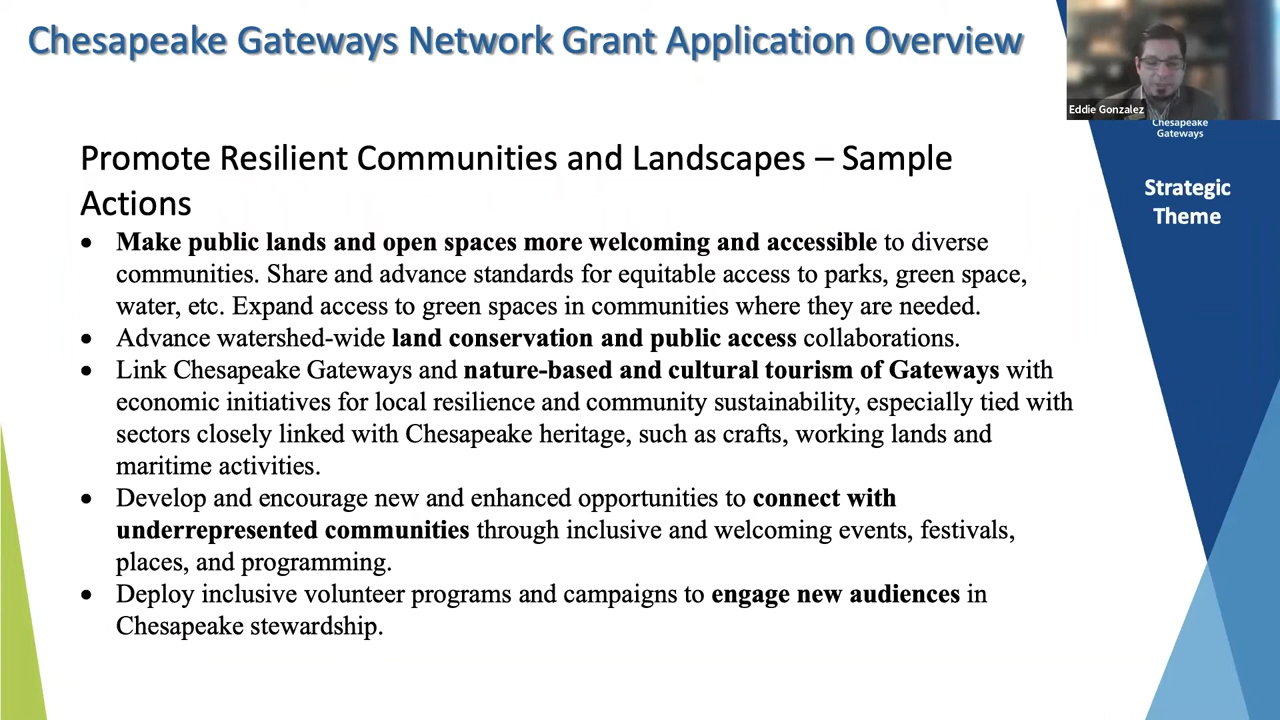 Chesapeake Gateways Network Grant Application Overview
Eddie Gonzalez
Chesapeake
Gateways
Strategic
Theme
Promote Resilient Communities and Landscapes – Sample
Actions
• Make public lands and open spaces more welcoming and accessible to diverse
communities. Share and advance standards for equitable access to parks, green space,
water, etc. Expand access to green spaces in communities where they are needed.
• Advance watershed-wide land conservation and public access collaborations.
• Link Chesapeake Gateways and nature-based and cultural tourism of Gateways with
economic initiatives for local resilience and community sustainability, especially tied with
sectors closely linked with Chesapeake heritage, such as crafts, working lands and
maritime activities.
• Develop and encourage new and enhanced opportunities to connect with
underrepresented communities through inclusive and welcoming events, festivals,
places, and programming.
• Deploy inclusive volunteer programs and campaigns to engage new audiences in
Chesapeake stewardship.